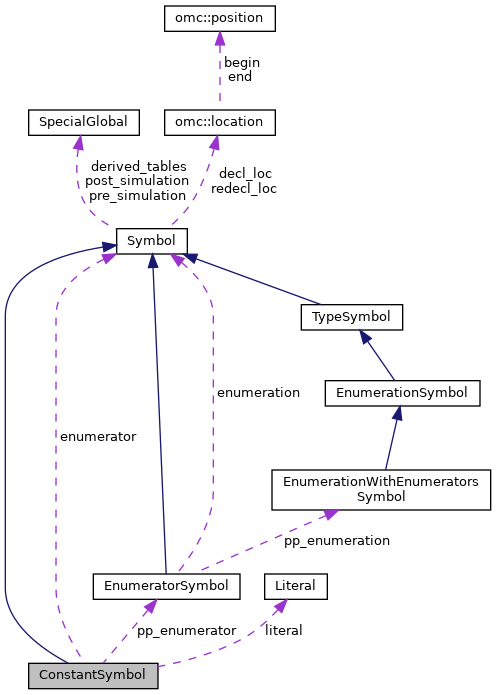 omc::position
begin
end
SpecialGlobal
omc::location
derived_tables
post_simulation
pre_simulation
decl_loc
redecl_loc
Symbol
TypeSymbol
EnumerationSymbol
enumeration
enumerator
EnumerationWithEnumerators
Symbol
pp_enumeration
EnumeratorSymbol
Literal
pp_enumerator
literal
ConstantSymbol